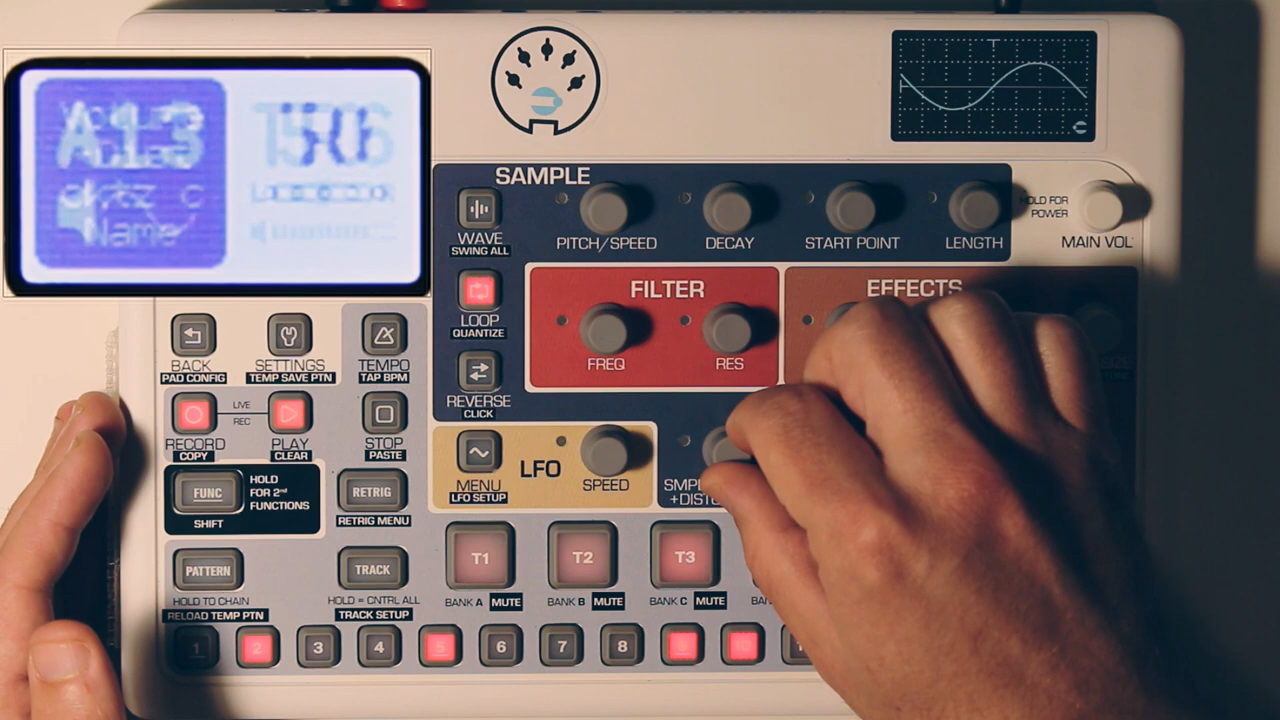 A13
Name
SAMPLE
WAVE
SWING ALL
PITCH/SPEED
DECAY
START POINT
LENGTH
HOLD FOR
POWER
MAIN VOL
LOOP
QUANTIZE
FILTER
FREQ
RES
EFFECTS
REVERSE
CLICK
BACK
PAD CONFIG
SETTINGS
TEMP SAVE PTN
TEMPO
TAP BPM
RECORD
COPY
LIVE
REC
PLAY
CLEAR
STOP
PASTE
FUNC
SHIFT
HOLD
FOR 2nd
FUNCTIONS
RETRIG
RETRIG MENU
MENU
LFO SETUP
LFO
SPEED
PATTERN
HOLD TO CHAIN
RELOAD TEMP PTN
TRACK
HOLD = CNTRL ALL
TRACK SETUP
T1
T2
T3
BANK A MUTE
BANK B MUTE
BANK C MUTE
1 2 3 4 5 6 7 8